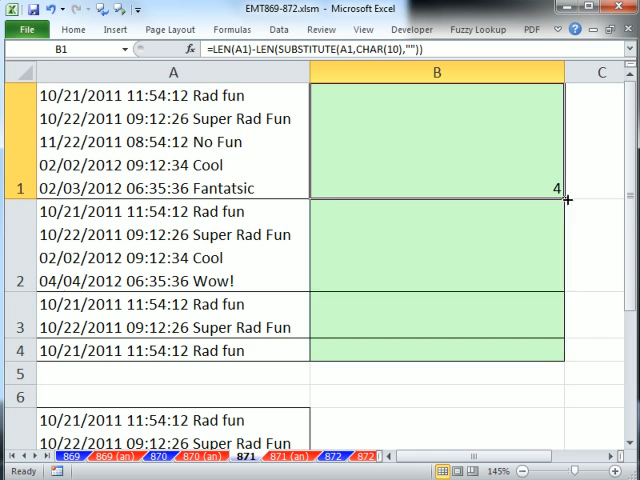 EMT869-872.xlsm - Microsoft Excel
File Home Insert Page Layout Formulas Data Review View Developer Fuzzy Lookup PDF
B1 fx =LEN(A1)-LEN(SUBSTITUTE(A1,CHAR(10),""))
A B C
10/21/2011 11:54:12 Rad fun
10/22/2011 09:12:26 Super Rad Fun
11/22/2011 08:54:12 No Fun
02/02/2012 09:12:34 Cool
1 02/03/2012 06:35:36 Fantatsic 4
10/21/2011 11:54:12 Rad fun
10/22/2011 09:12:26 Super Rad Fun
02/02/2012 09:12:34 Cool
2 04/04/2012 06:35:36 Wow!
10/21/2011 11:54:12 Rad fun
3 10/22/2011 09:12:26 Super Rad Fun
4 10/21/2011 11:54:12 Rad fun
5
6
10/21/2011 11:54:12 Rad fun
10/22/2011 09:12:26 Super Rad Fun
869 869 (an) 870 870 (an) 871 871 (an) 872 872
Ready 145%